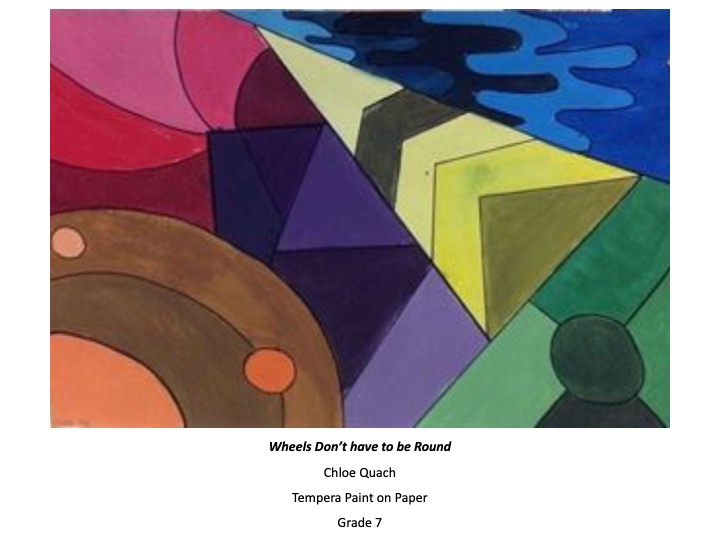 Wheels Don’t have to be Round
Chloe Quach
Tempera Paint on Paper
Grade 7